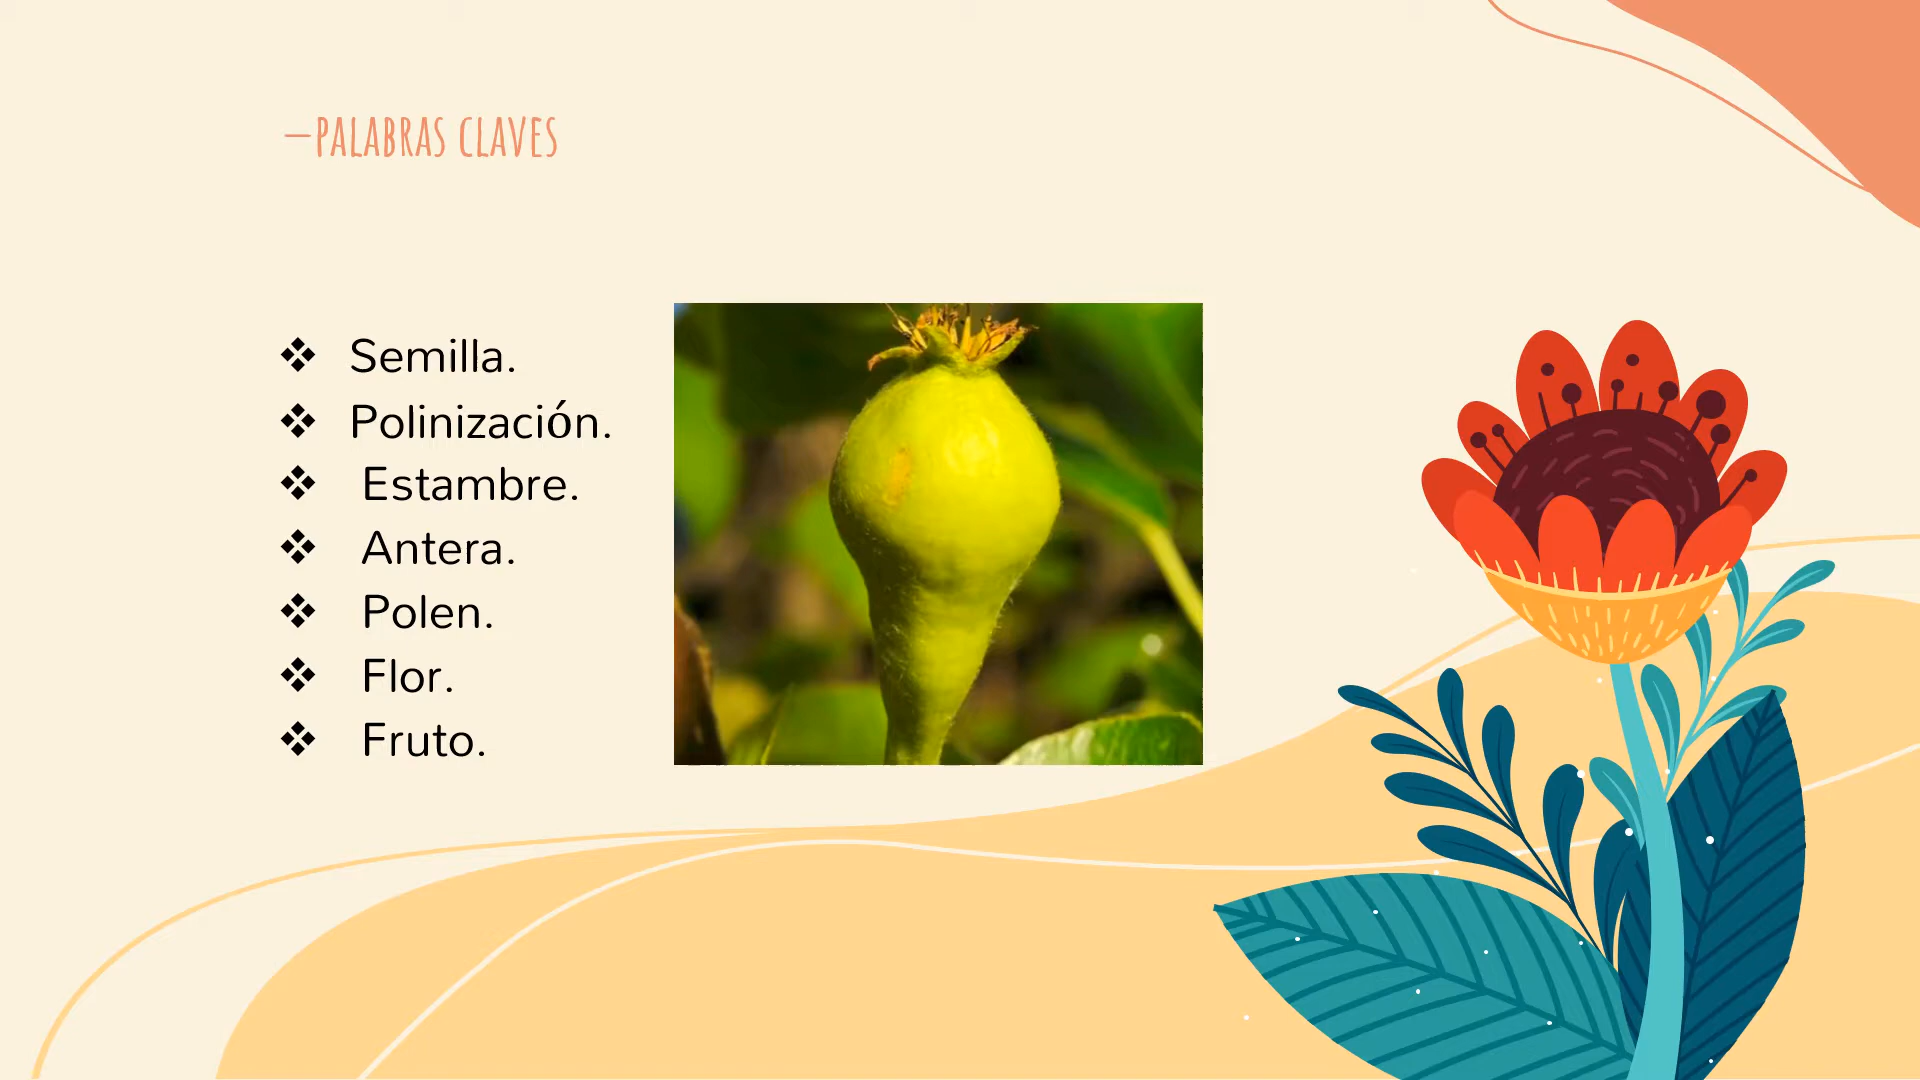 —PALABRAS CLAVES
❖ Semilla.
❖ Polinización.
❖ Estambre.
❖ Antera.
❖ Polen.
❖ Flor.
❖ Fruto.